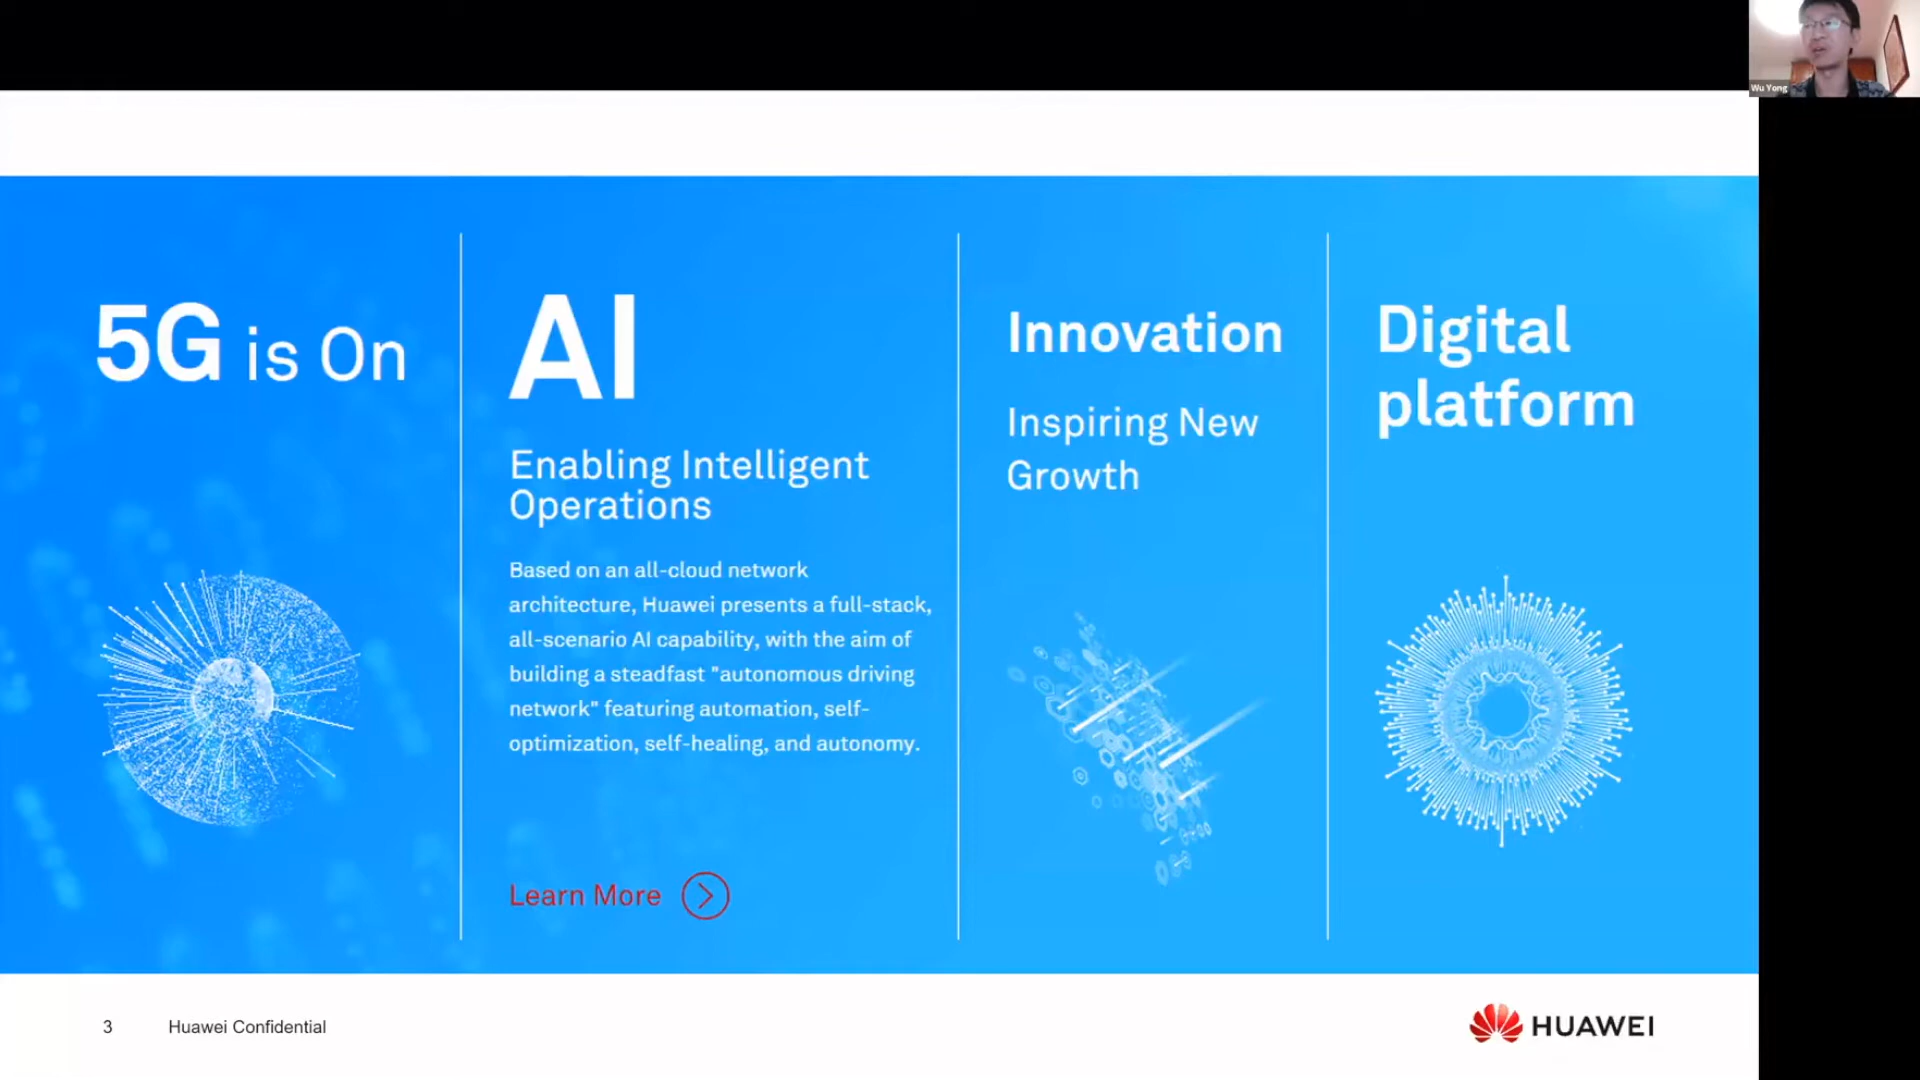 Wu Yong
5G is On
AI
Enabling Intelligent
Operations
Based on an all-cloud network
architecture, Huawei presents a full-stack,
all-scenario AI capability, with the aim of
building a steadfast "autonomous driving
network" featuring automation, self-
optimization, self-healing, and autonomy.
Learn More
Innovation
Inspiring New
Growth
Digital
platform
3 Huawei Confidential
HUAWEI